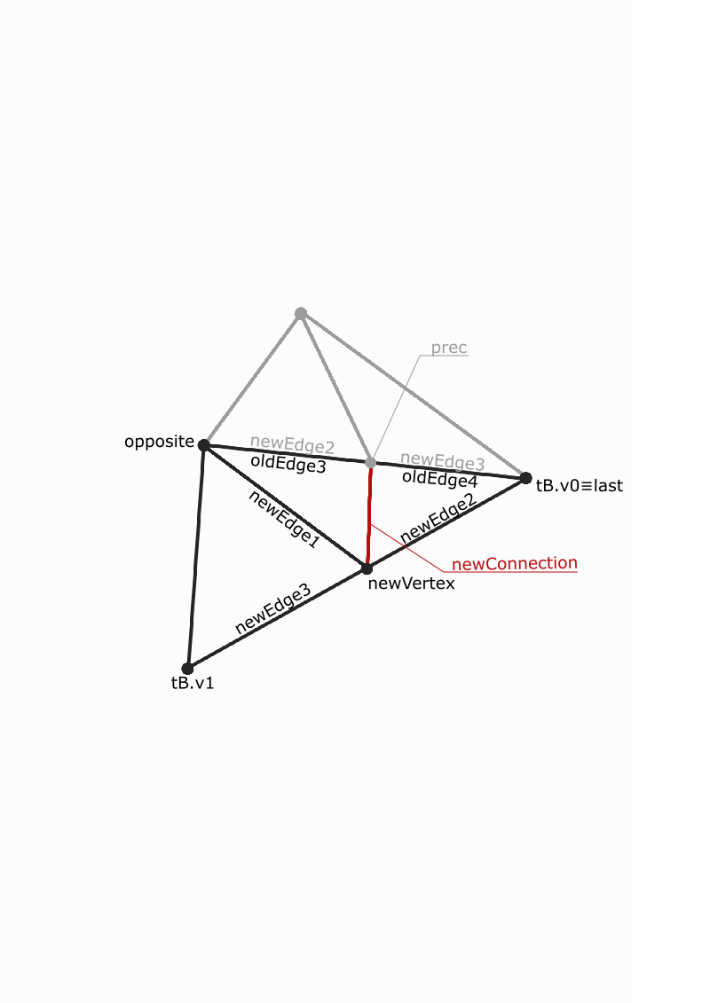 prec
opposite
newEdge2
oldEdge3
newEdge3
oldEdge4
tB.v0≡last
newEdge1
newEdge2
newConnection
newVertex
newEdge3
tB.v1